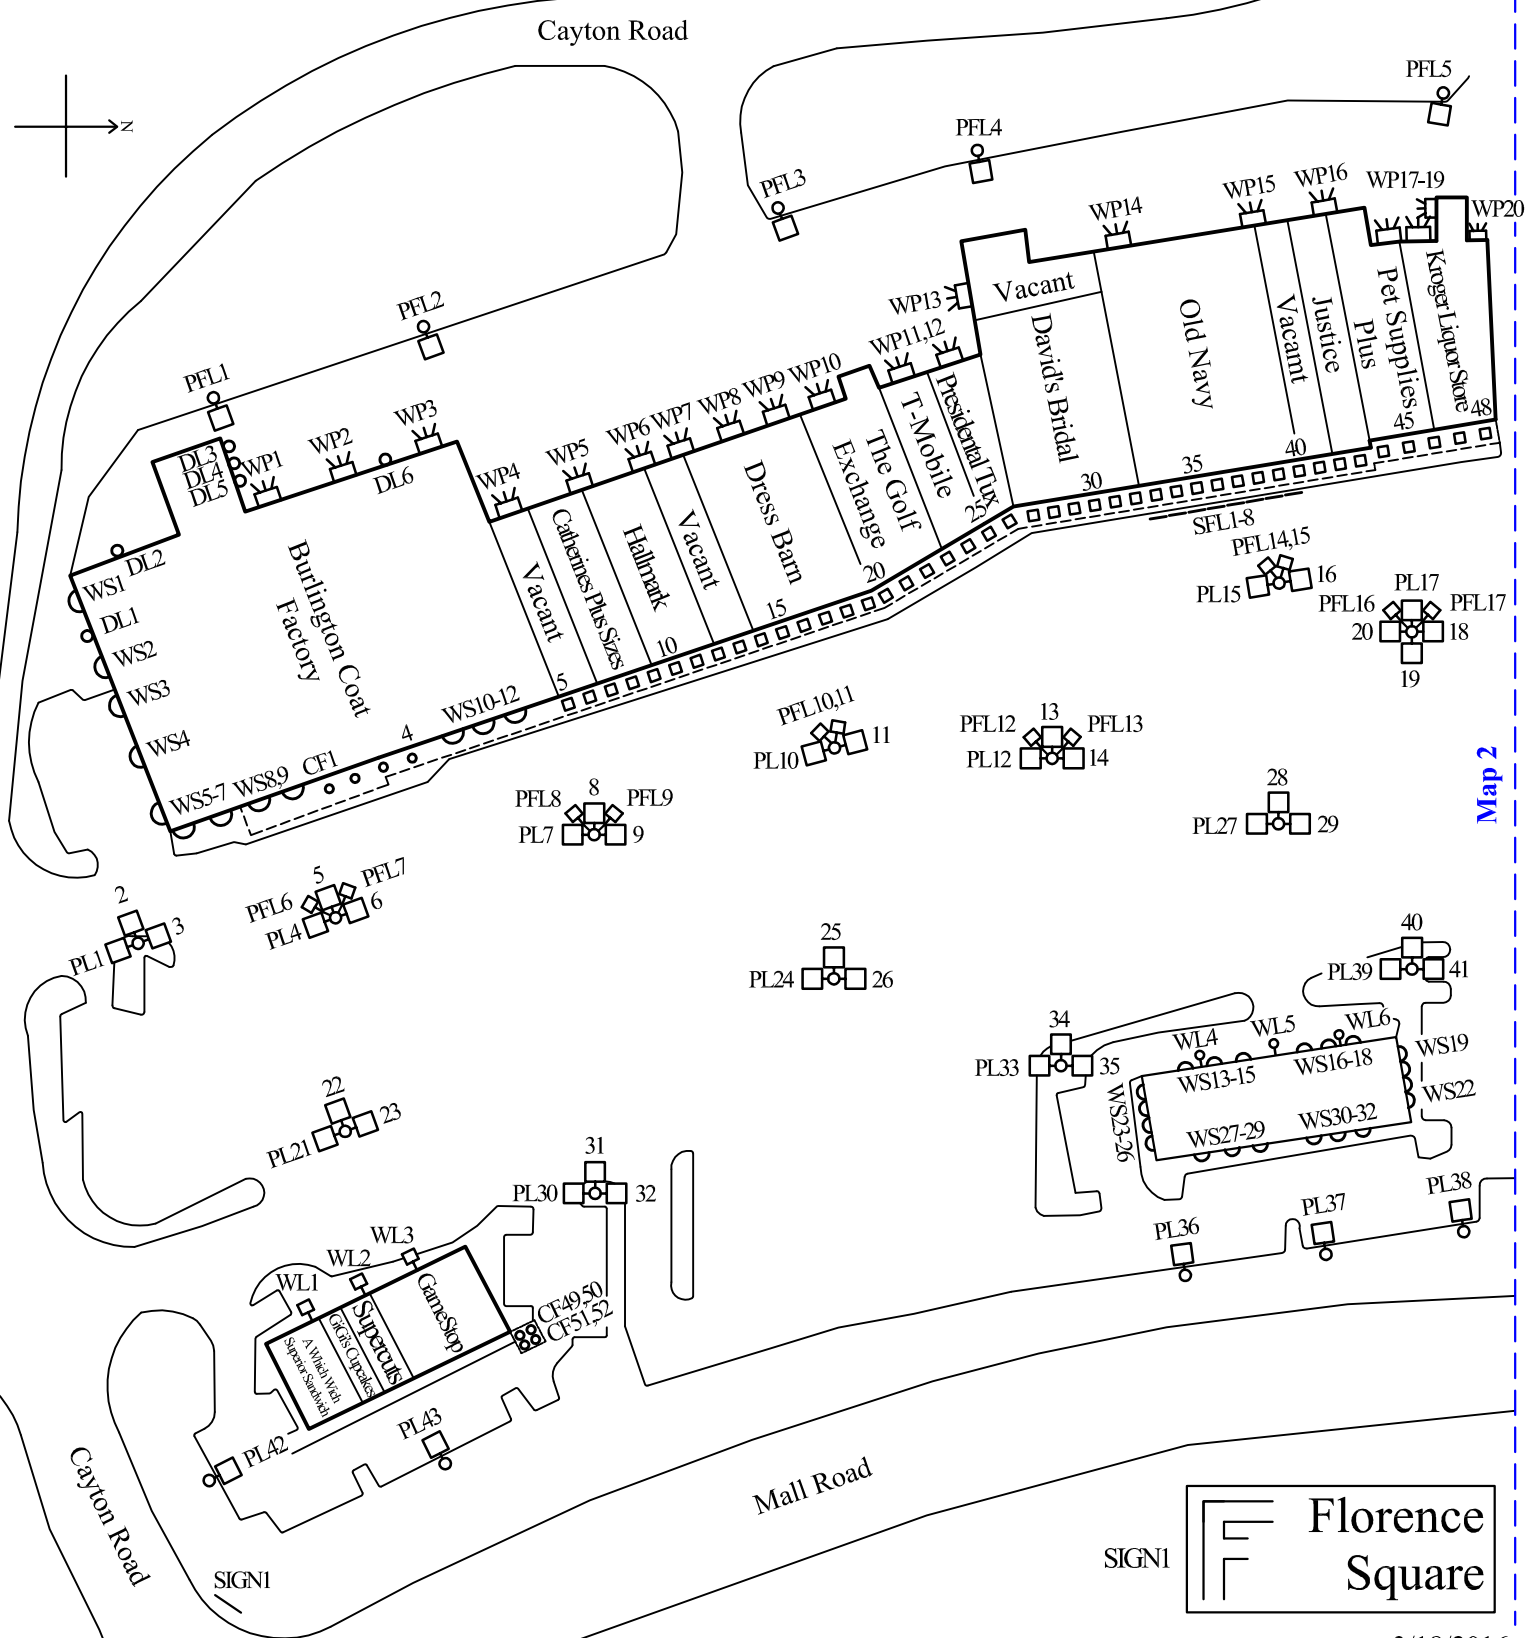 Cayton Road
N
PFL5
PFL4
PFL3
PFL2
PFL1
WP17-19
WP20
WP16
WP15
WP14
WP13
WP11,12
WP10
WP9
WP8
WP7
WP6
WP5
WP4
WP3
WP2
WP1
DL3
DL4
DL5
DL6
DL2
WS1
DL1
WS2
WS3
WS4
WS5-7
WS8,9
CF1
4
WS10-12
5
10
15
20
25
30
35
40
45
48
Burlington Coat
Factory
Vacant
Catherines Plus Sizes
Hallmark
Vacant
Dress Barn
The Golf
Exchange
T-Mobile
Presidental Tux
Vacant
David's Bridal
Old Navy
Vacamt
Justice
Pet Supplies
Plus
Kroger Liquor Store
SFL1-8
PFL14,15
PL15
16
PL17
PFL16
PFL17
20
18
19
PFL10,11
PL10
11
13
PFL12
PFL13
PL12
14
8
PFL8
PFL9
PL7
9
28
PL27
29
Map 2
5
PFL7
PFL6
6
PL4
2
3
PL1
25
PL24
26
40
PL39
41
34
PL33
35
WL4
WL5
WL6
WS13-15
WS16-18
WS19
WS22
WS23-26
WS27-29
WS30-32
22
23
PL21
31
PL30
32
PL36
PL37
PL38
WL3
WL2
WL1
GameStop
Supercuts
GiGi's Cupcakes
A Which Wich
Superior Sandwich
CF49,50
CF51,52
PL43
PL42
Cayton Road
Mall Road
SIGN1
SIGN1
Florence
Square